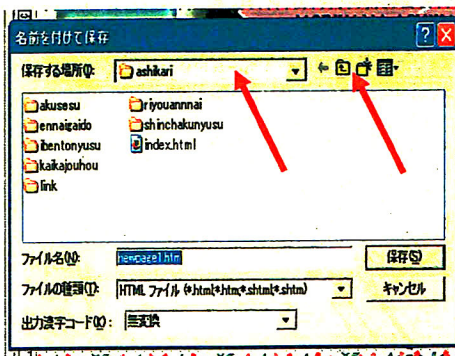 名前を付けて保存
保存する場所(I):
ashikari
akusesu
ennaigaido
ibentonyusu
kaikajouhou
link
riyouannnai
shinchakunyusu
index.html
ファイル名(N):
newpage1.htm
保存(S)
ファイルの種類(T):
HTML ファイル (*.html;*.htm;*.shtml;*.shtm)
キャンセル
出力漢字コード(K):
無変換